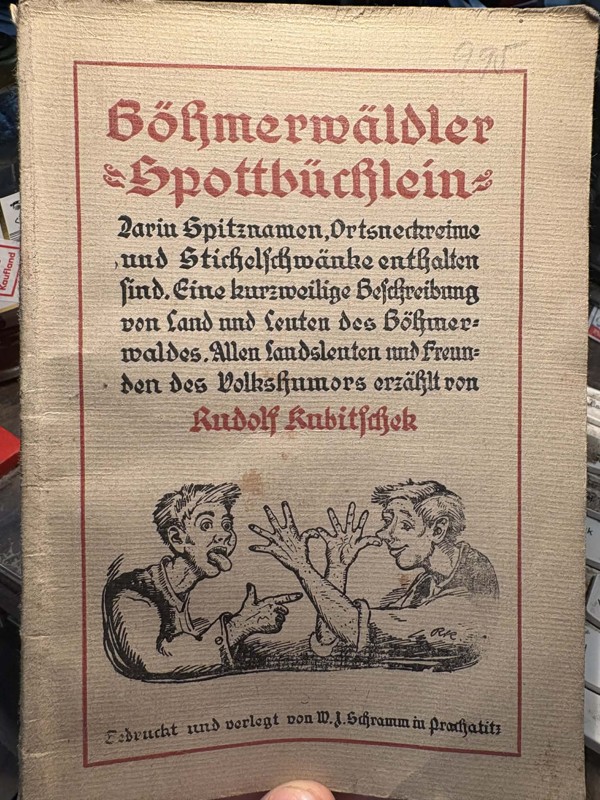 Böhmerwäldler
Spottbüchlein
Darin Spitznamen, Ortsneckreime
und Stichelschwänke enthalten
sind. Eine kurzweilige Beschreibung
von Land und Leuten des Böhmer-
waldes. Allen Landsleuten und Freun-
den des Volkshumors erzählt von
Rudolf Kubitschek
Gedruckt und verlegt von W. J. Schramm in Prachatitz
Kaufland